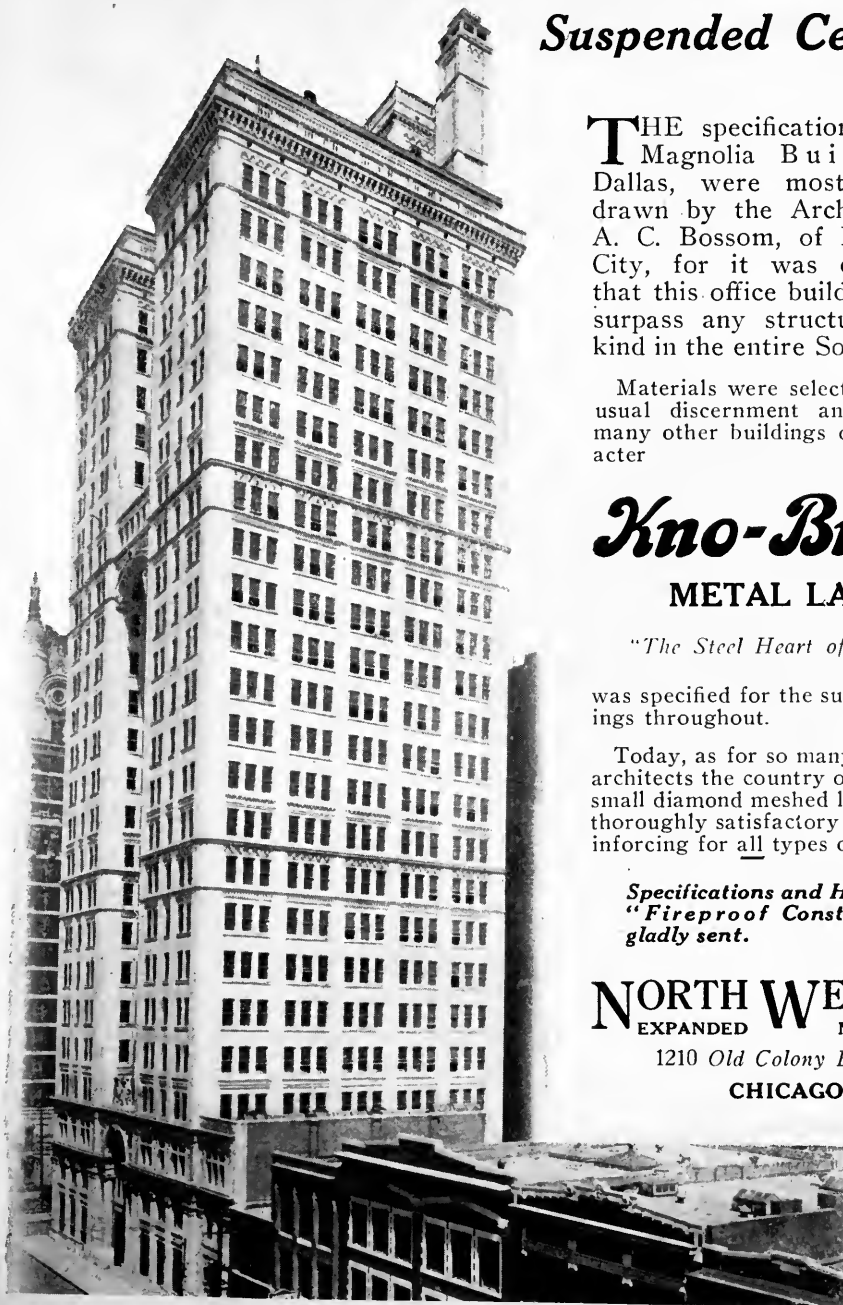 Suspended Ce
THE specification
Magnolia Bui
Dallas, were most
drawn by the Arch
A. C. Bossom, of
City, for it was
that this office build
surpass any structu
kind in the entire So
Materials were select
usual discernment an
many other buildings
acter
Kno-B
METAL LA
"The Steel Heart of
was specified for the su
ings throughout.
Today, as for so many
architects the country o
small diamond meshed l
thoroughly satisfactory
inforcing for all types o
Specifications and H
"Fireproof Const
gladly sent.
NORTH WE
EXPANDED
1210 Old Colony
CHICAGO